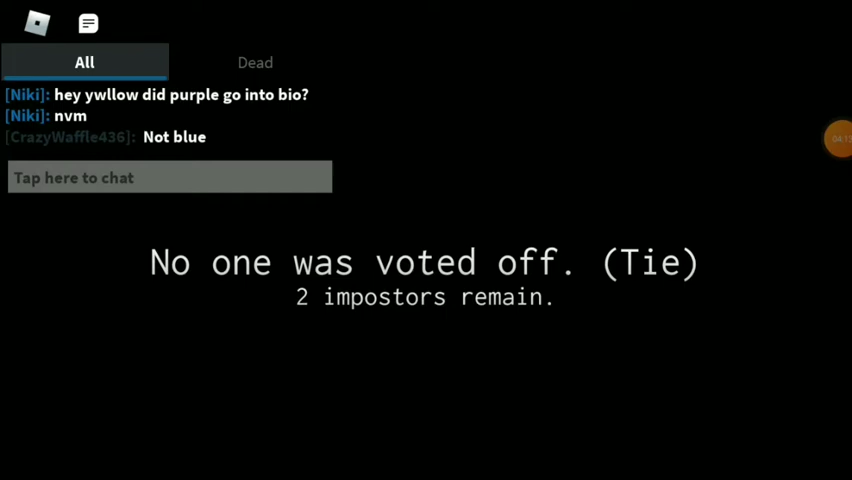 All
Dead
[Niki]: hey ywllow did purple go into bio?
[Niki]: nvm
[CrazyWaffle436]: Not blue
Tap here to chat
No one was voted off. (Tie)
2 impostors remain.